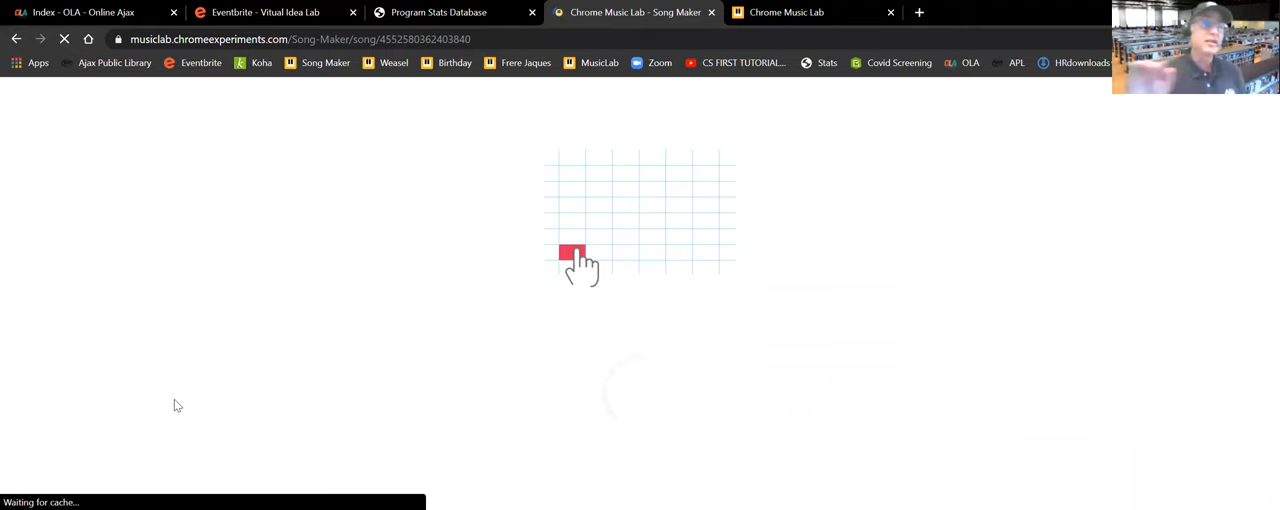 OLA Index - OLA - Online Ajax
Eventbrite - Vitual Idea Lab
Program Stats Database
Chrome Music Lab - Song Maker
Chrome Music Lab
musiclab.chromeexperiments.com/Song-Maker/song/4552580362403840
Apps Ajax Public Library Eventbrite Koha Song Maker Weasel Birthday Frere Jaques MusicLab Zoom CS FIRST TUTORIAL... Stats Covid Screening OLA APL HRdownloads
Waiting for cache...